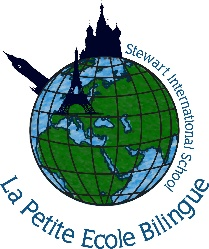 Stewart International School
La Petite Ecole Bilingue